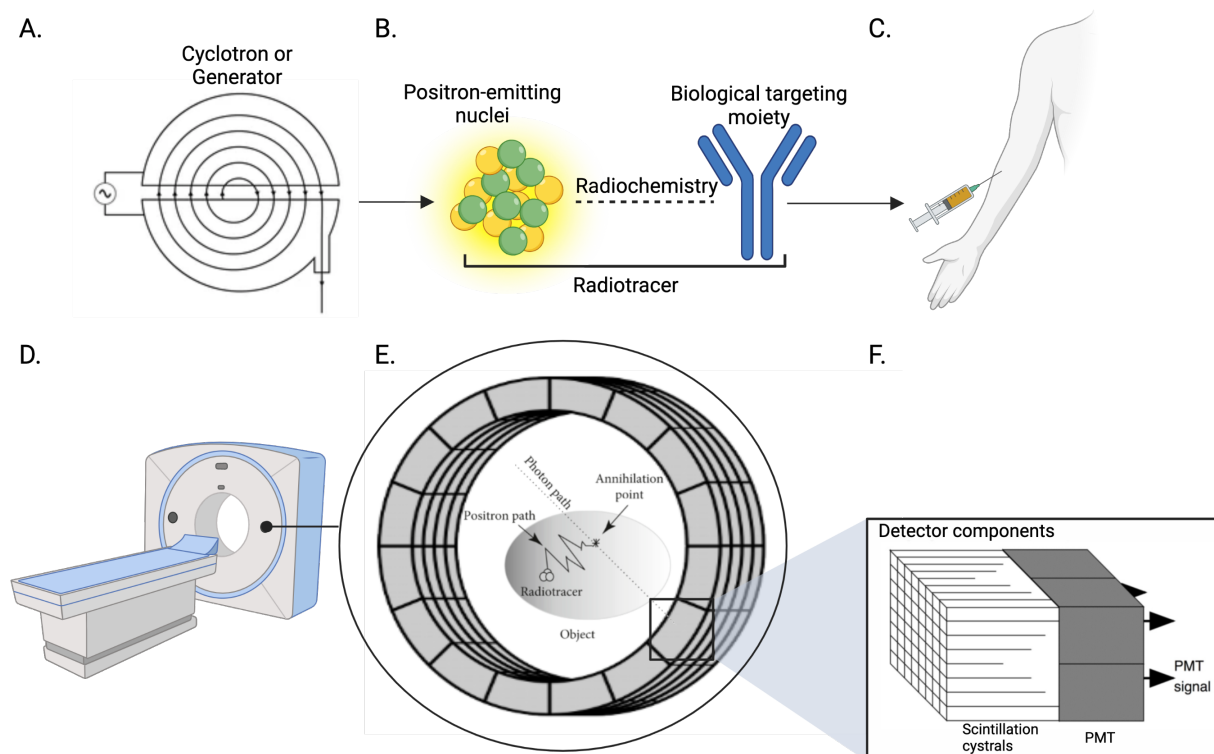 A.
Cyclotron or
Generator
B.
Positron-emitting
nuclei
Radiochemistry
Biological targeting
moiety
Radiotracer
C.
D.
E.
Photon path
Annihilation
point
Positron path
Radiotracer
Object
F.
Detector components
PMT
signal
Scintillation
cystrals
PMT